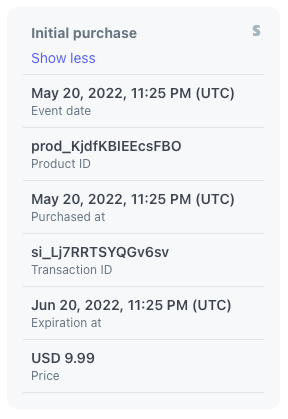 Initial purchase
Show less
May 20, 2022, 11:25 PM (UTC)
Event date
prod_KjdfKBIEEcsFBO
Product ID
May 20, 2022, 11:25 PM (UTC)
Purchased at
si_Lj7RRTSYQGv6sv
Transaction ID
Jun 20, 2022, 11:25 PM (UTC)
Expiration at
USD 9.99
Price